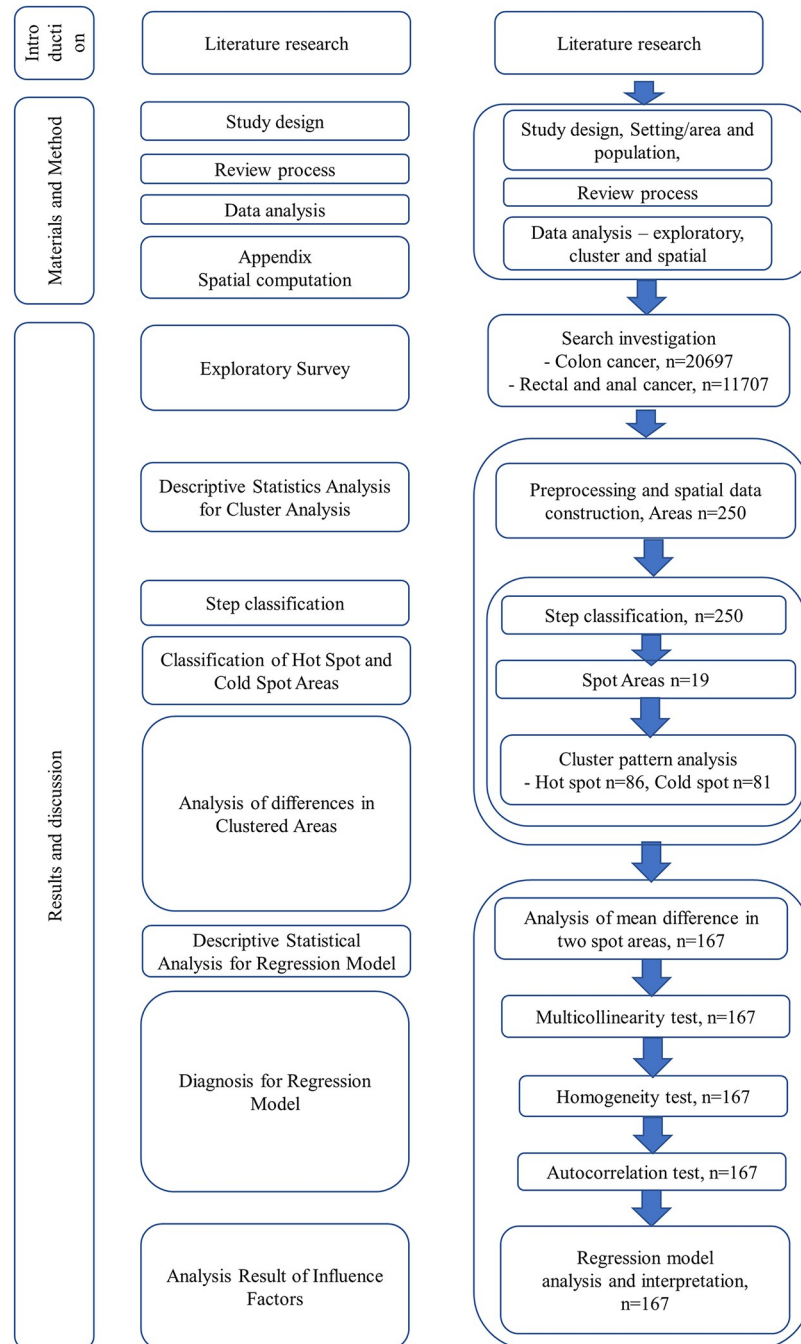 Intro
ducti
on
Literature research
Literature research
Materials and Method
Study design
Review process
Data analysis
Appendix
Spatial computation
Study design, Setting/area and
population,
Review process
Data analysis – exploratory,
cluster and spatial
Results and discussion
Exploratory Survey
Search investigation
- Colon cancer, n=20697
- Rectal and anal cancer, n=11707
Descriptive Statistics Analysis
for Cluster Analysis
Preprocessing and spatial data
construction, Areas n=250
Step classification
Step classification, n=250
Classification of Hot Spot and
Cold Spot Areas
Spot Areas n=19
Analysis of differences in
Clustered Areas
Cluster pattern analysis
- Hot spot n=86, Cold spot n=81
Descriptive Statistical
Analysis for Regression Model
Analysis of mean difference in
two spot areas, n=167
Multicollinearity test, n=167
Diagnosis for Regression
Model
Homogeneity test, n=167
Autocorrelation test, n=167
Analysis Result of Influence
Factors
Regression model
analysis and interpretation,
n=167